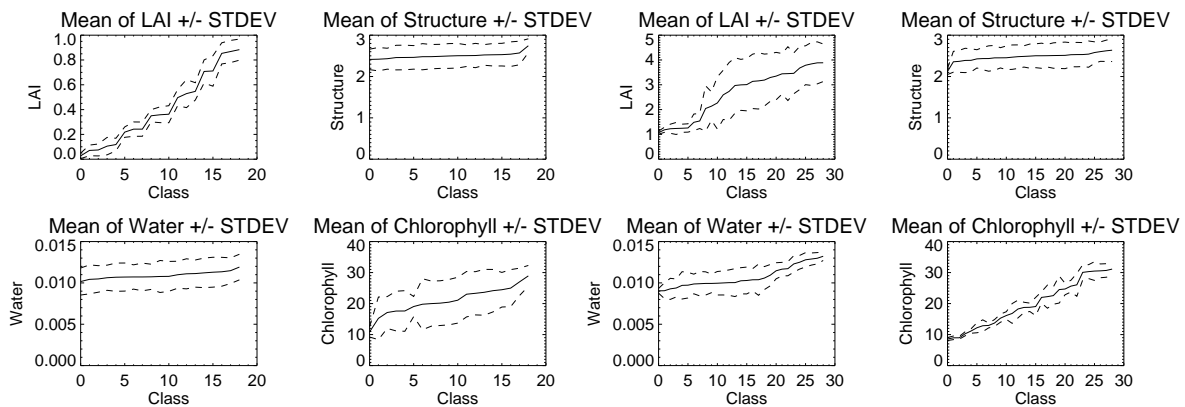 Mean of LAI +/- STDEV
1.0
0.8
0.6
0.4
0.2
0.0
LAI
0 5 10 15 20
Class
Mean of Structure +/- STDEV
3
2
1
0
Structure
0 5 10 15 20
Class
Mean of LAI +/- STDEV
5
4
3
2
1
0
LAI
0 5 10 15 20 25 30
Class
Mean of Structure +/- STDEV
3
2
1
0
Structure
0 5 10 15 20 25 30
Class
Mean of Water +/- STDEV
0.015
0.010
0.005
0.000
Water
0 5 10 15 20
Class
Mean of Chlorophyll +/- STDEV
40
30
20
10
0
Chlorophyll
0 5 10 15 20
Class
Mean of Water +/- STDEV
0.015
0.010
0.005
0.000
Water
0 5 10 15 20 25 30
Class
Mean of Chlorophyll +/- STDEV
40
30
20
10
0
Chlorophyll
0 5 10 15 20 25 30
Class